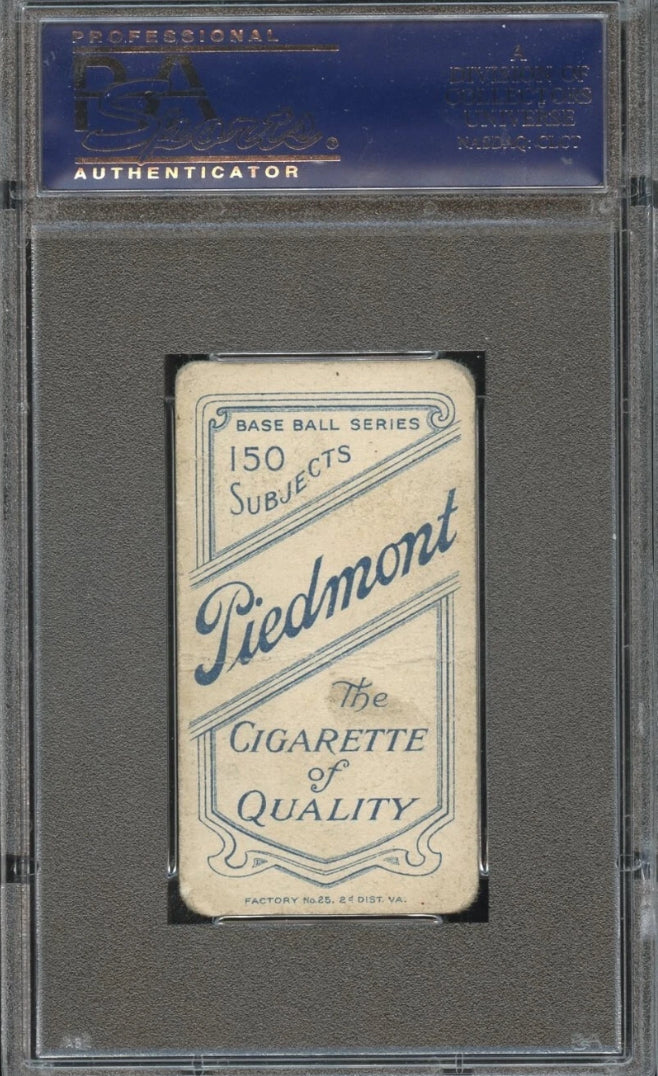 PROFESSIONAL
PSA
Sports®
AUTHENTICATOR
A
DIVISION OF
COLLECTORS
UNIVERSE
NASDAQ: CLCT
BASE BALL SERIES
150
SUBJECTS
Piedmont
The
CIGARETTE
of
QUALITY
FACTORY No. 25, 2d DIST. VA.